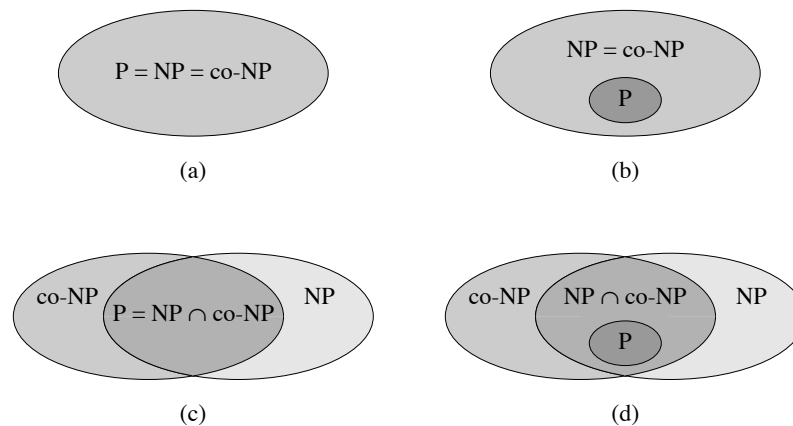 P = NP = co-NP
(a)
NP = co-NP
P
(b)
co-NP
P = NP ∩ co-NP
NP
(c)
co-NP
NP ∩ co-NP
NP
P
(d)